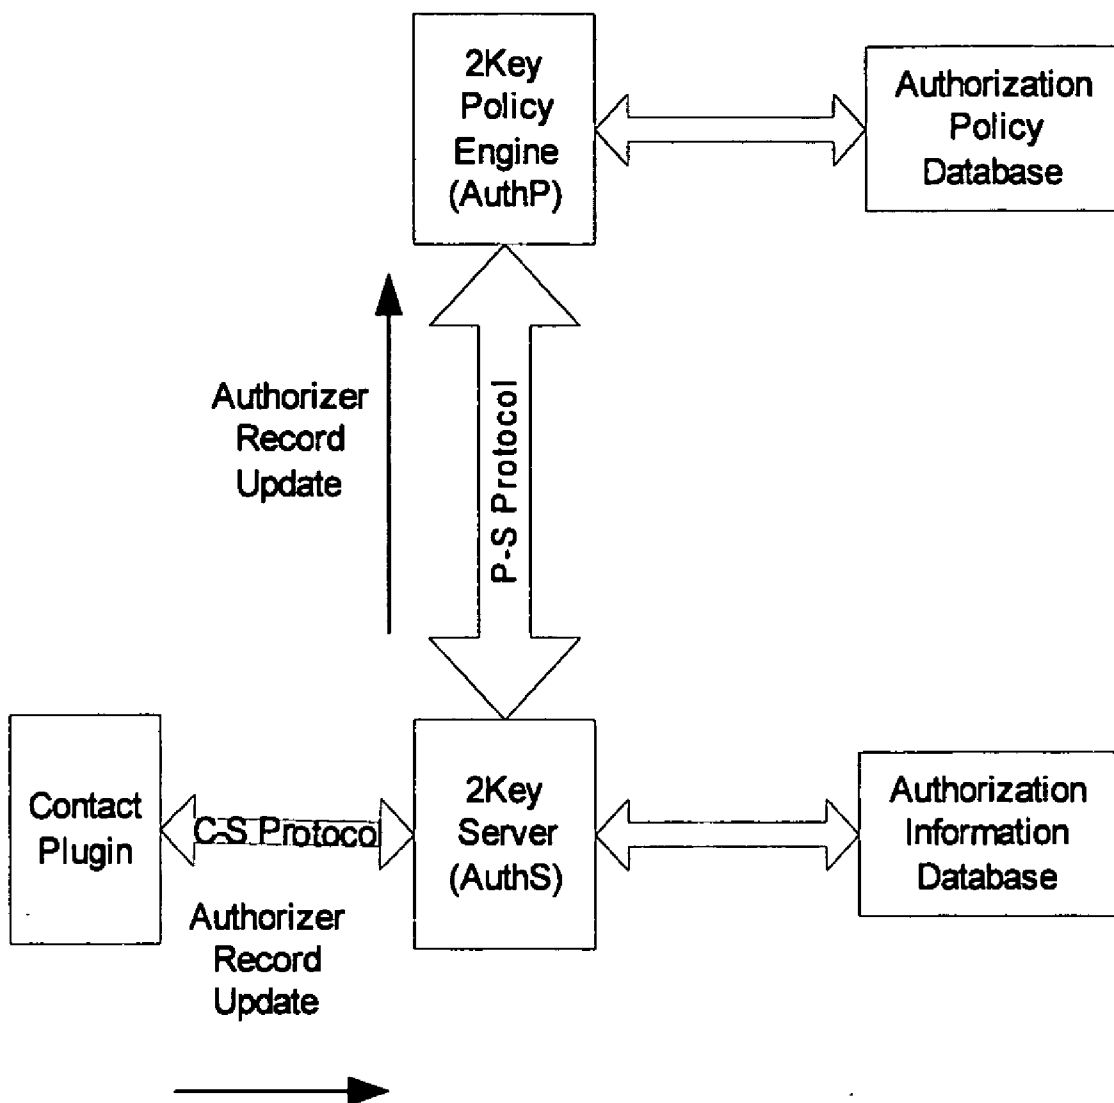 2Key
Policy
Engine
(AuthP)
Authorization
Policy
Database
Authorizer
Record
Update
P-S Protocol
Contact
Plugin
C-S Protocol
2Key
Server
(AuthS)
Authorization
Information
Database
Authorizer
Record
Update